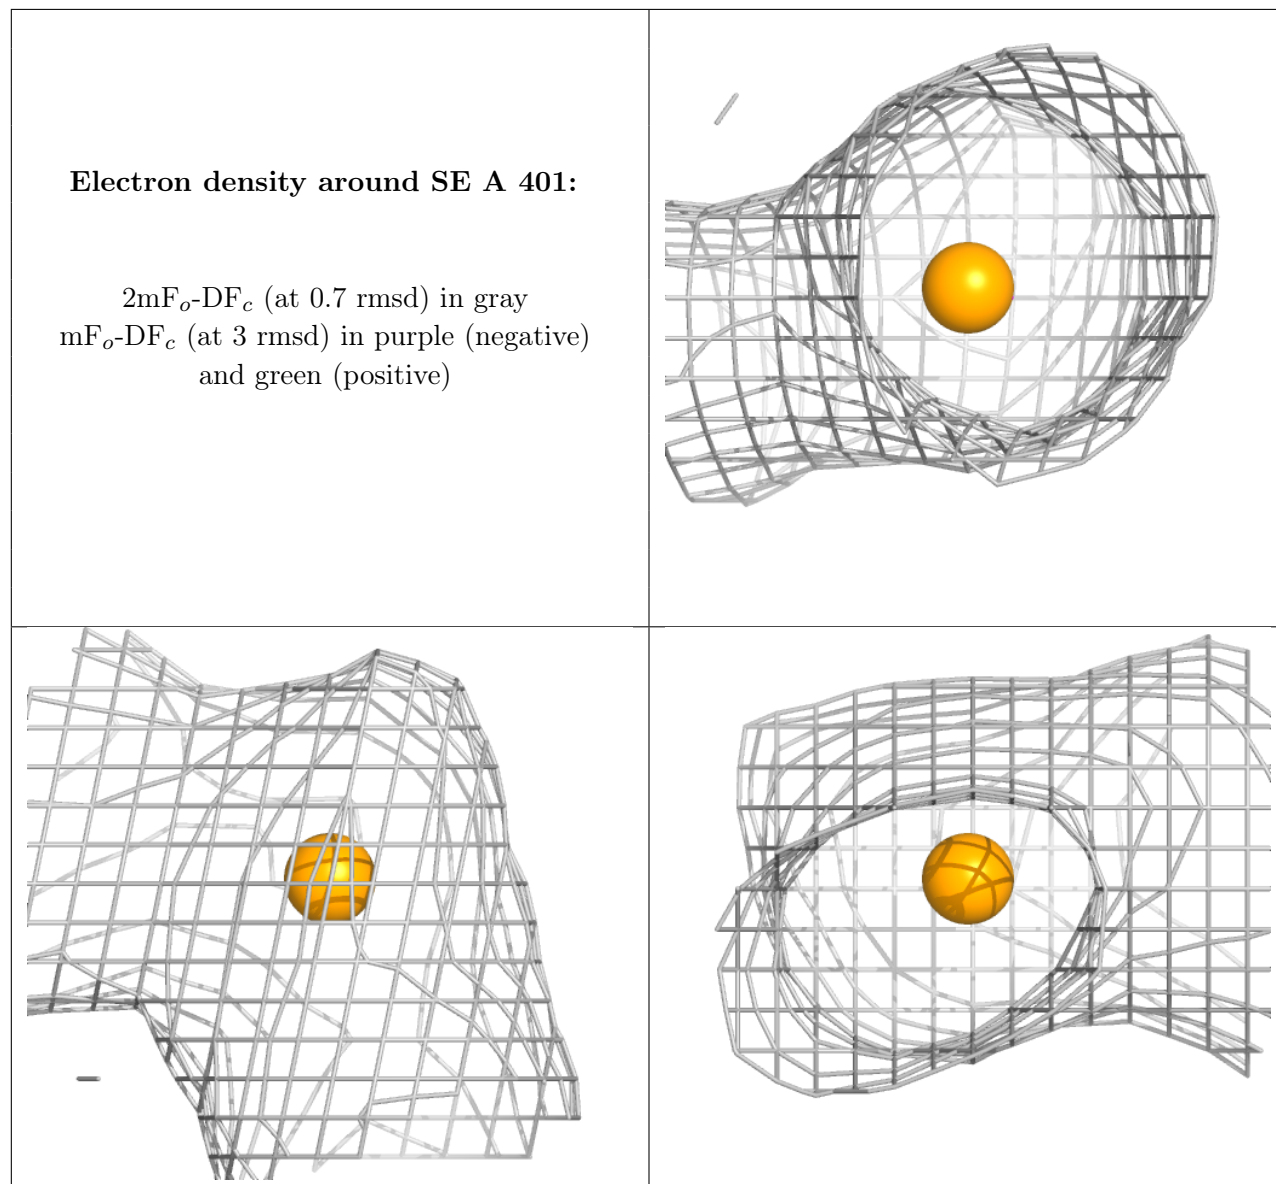 Electron density around SE A 401:
2mFo-DFc (at 0.7 rmsd) in gray
mFo-DFc (at 3 rmsd) in purple (negative)
and green (positive)